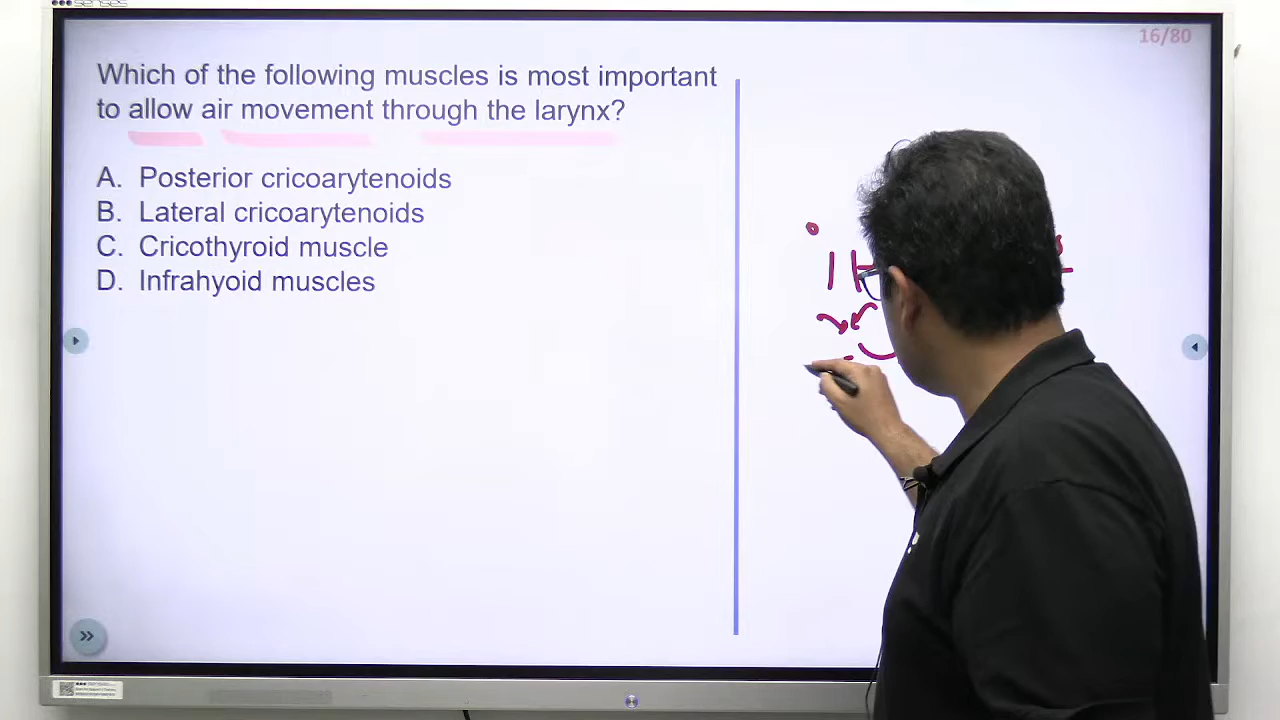 senses
16/80
Which of the following muscles is most important
to allow air movement through the larynx?
A. Posterior cricoarytenoids
B. Lateral cricoarytenoids
C. Cricothyroid muscle
D. Infrahyoid muscles